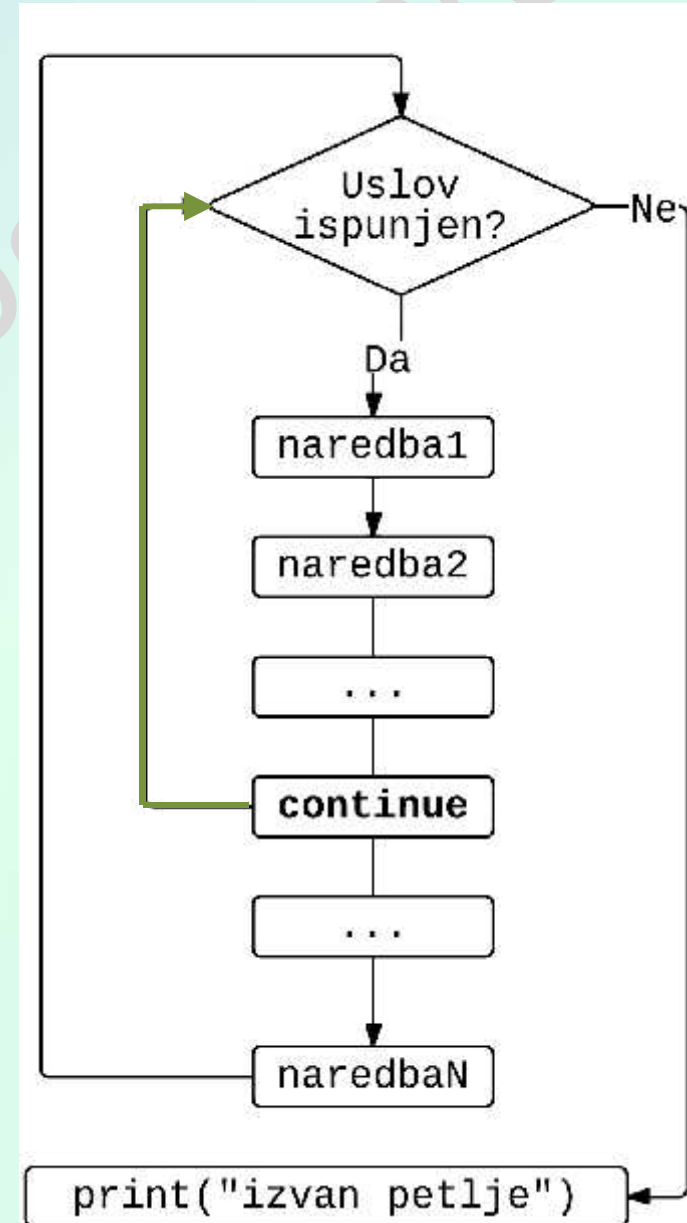 Uslov
ispunjen?
Ne
Da
naredba1
naredba2
...
continue
...
naredbaN
print("izvan petlje")